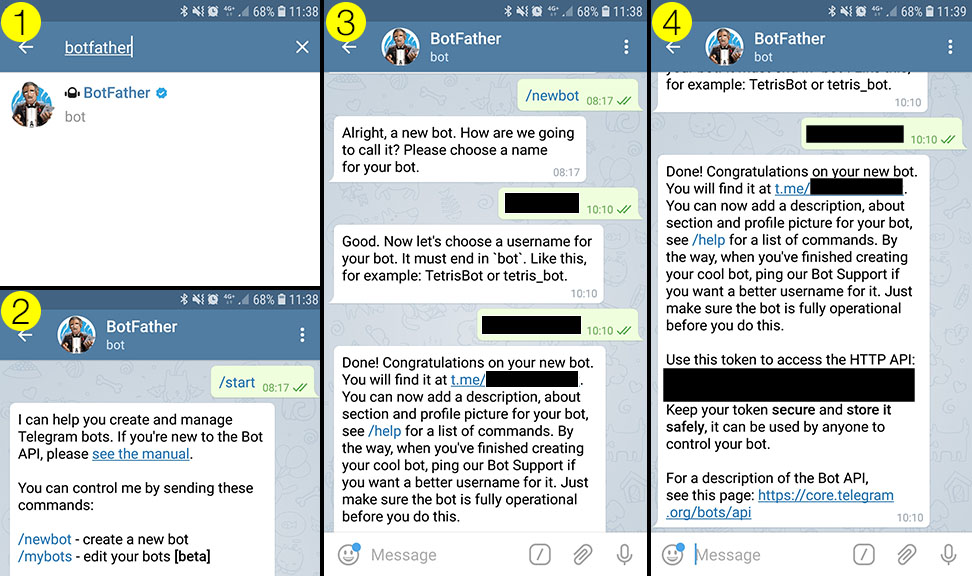 1
4G+ 68% 11:38
botfather
BotFather
bot
2
4G+ 68% 11:38
BotFather
bot
/start 08:17
I can help you create and manage
Telegram bots. If you're new to the Bot
API, please see the manual.
You can control me by sending these
commands:
/newbot - create a new bot
/mybots - edit your bots [beta]
3
4G+ 68% 11:38
BotFather
bot
/newbot 08:17
Alright, a new bot. How are we going
to call it? Please choose a name
for your bot.
08:17
10:10
Good. Now let's choose a username for
your bot. It must end in `bot`. Like this,
for example: TetrisBot or tetris_bot.
10:10
10:10
Done! Congratulations on your new bot.
You will find it at t.me/ .
You can now add a description, about
section and profile picture for your bot,
see /help for a list of commands. By
the way, when you've finished creating
your cool bot, ping our Bot Support if
you want a better username for it. Just
make sure the bot is fully operational
before you do this.
Message
4
4G+ 68% 11:39
BotFather
bot
for example: TetrisBot or tetris_bot.
10:10
10:10
Done! Congratulations on your new bot.
You will find it at t.me/ .
You can now add a description, about
section and profile picture for your bot,
see /help for a list of commands. By
the way, when you've finished creating
your cool bot, ping our Bot Support if
you want a better username for it. Just
make sure the bot is fully operational
before you do this.
Use this token to access the HTTP API:
Keep your token secure and store it
safely, it can be used by anyone to
control your bot.
For a description of the Bot API,
see this page: https://core.telegram
.org/bots/api
10:10
Message